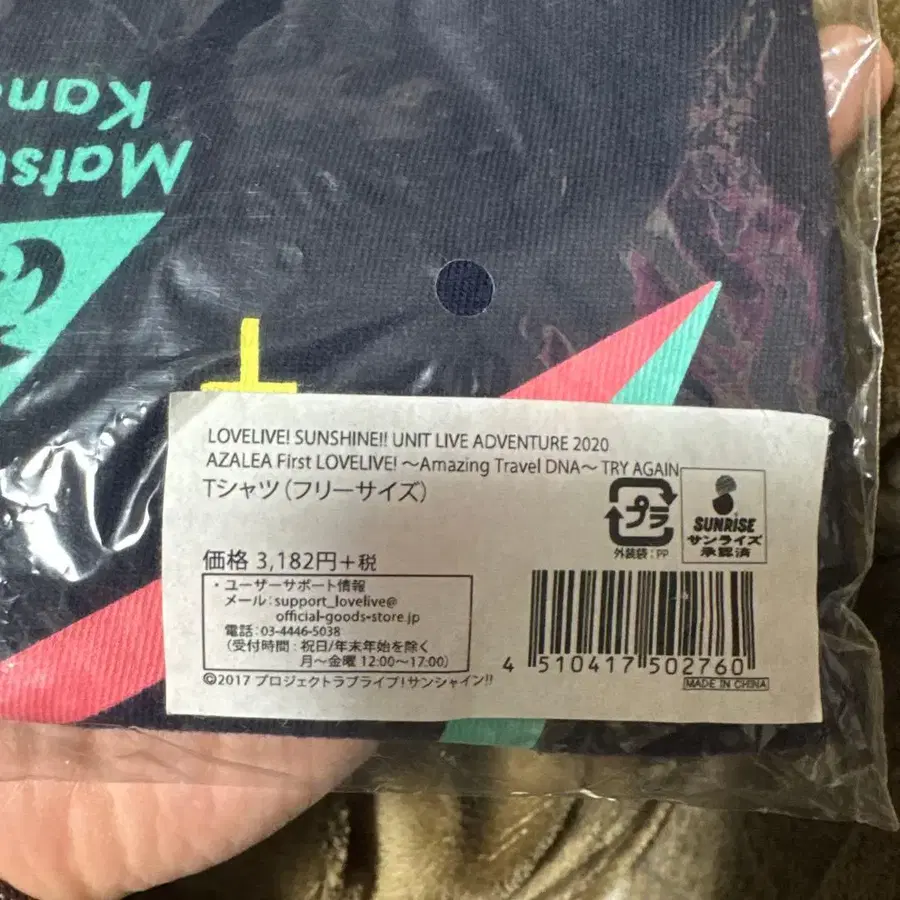 Matsu
Kana
LOVELIVE! SUNSHINE!! UNIT LIVE ADVENTURE 2020
AZALEA First LOVELIVE! ～Amazing Travel DNA～ TRY AGAIN
Tシャツ（フリーサイズ）
プラ
外装袋：PP
SUNRISE
サンライズ
承認済
価格 3,182円+税
・ユーザーサポート情報
メール：support_lovelive@
official-goods-store.jp
電話：03-4446-5038
（受付時間：祝日/年末年始を除く
月～金曜 12:00～17:00）
©2017 プロジェクトラブライブ！サンシャイン!!
4 510417 502760
MADE IN CHINA